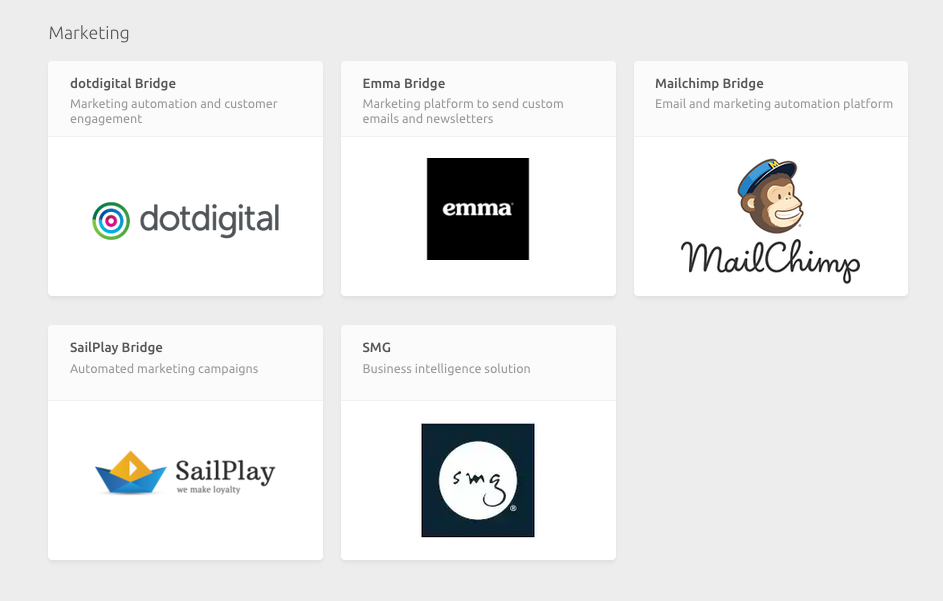 Marketing
dotdigital Bridge
Marketing automation and customer
engagement
dotdigital
Emma Bridge
Marketing platform to send custom
emails and newsletters
emma
Mailchimp Bridge
Email and marketing automation platform
MailChimp
SailPlay Bridge
Automated marketing campaigns
SailPlay
we make loyalty
SMG
Business intelligence solution
smg®